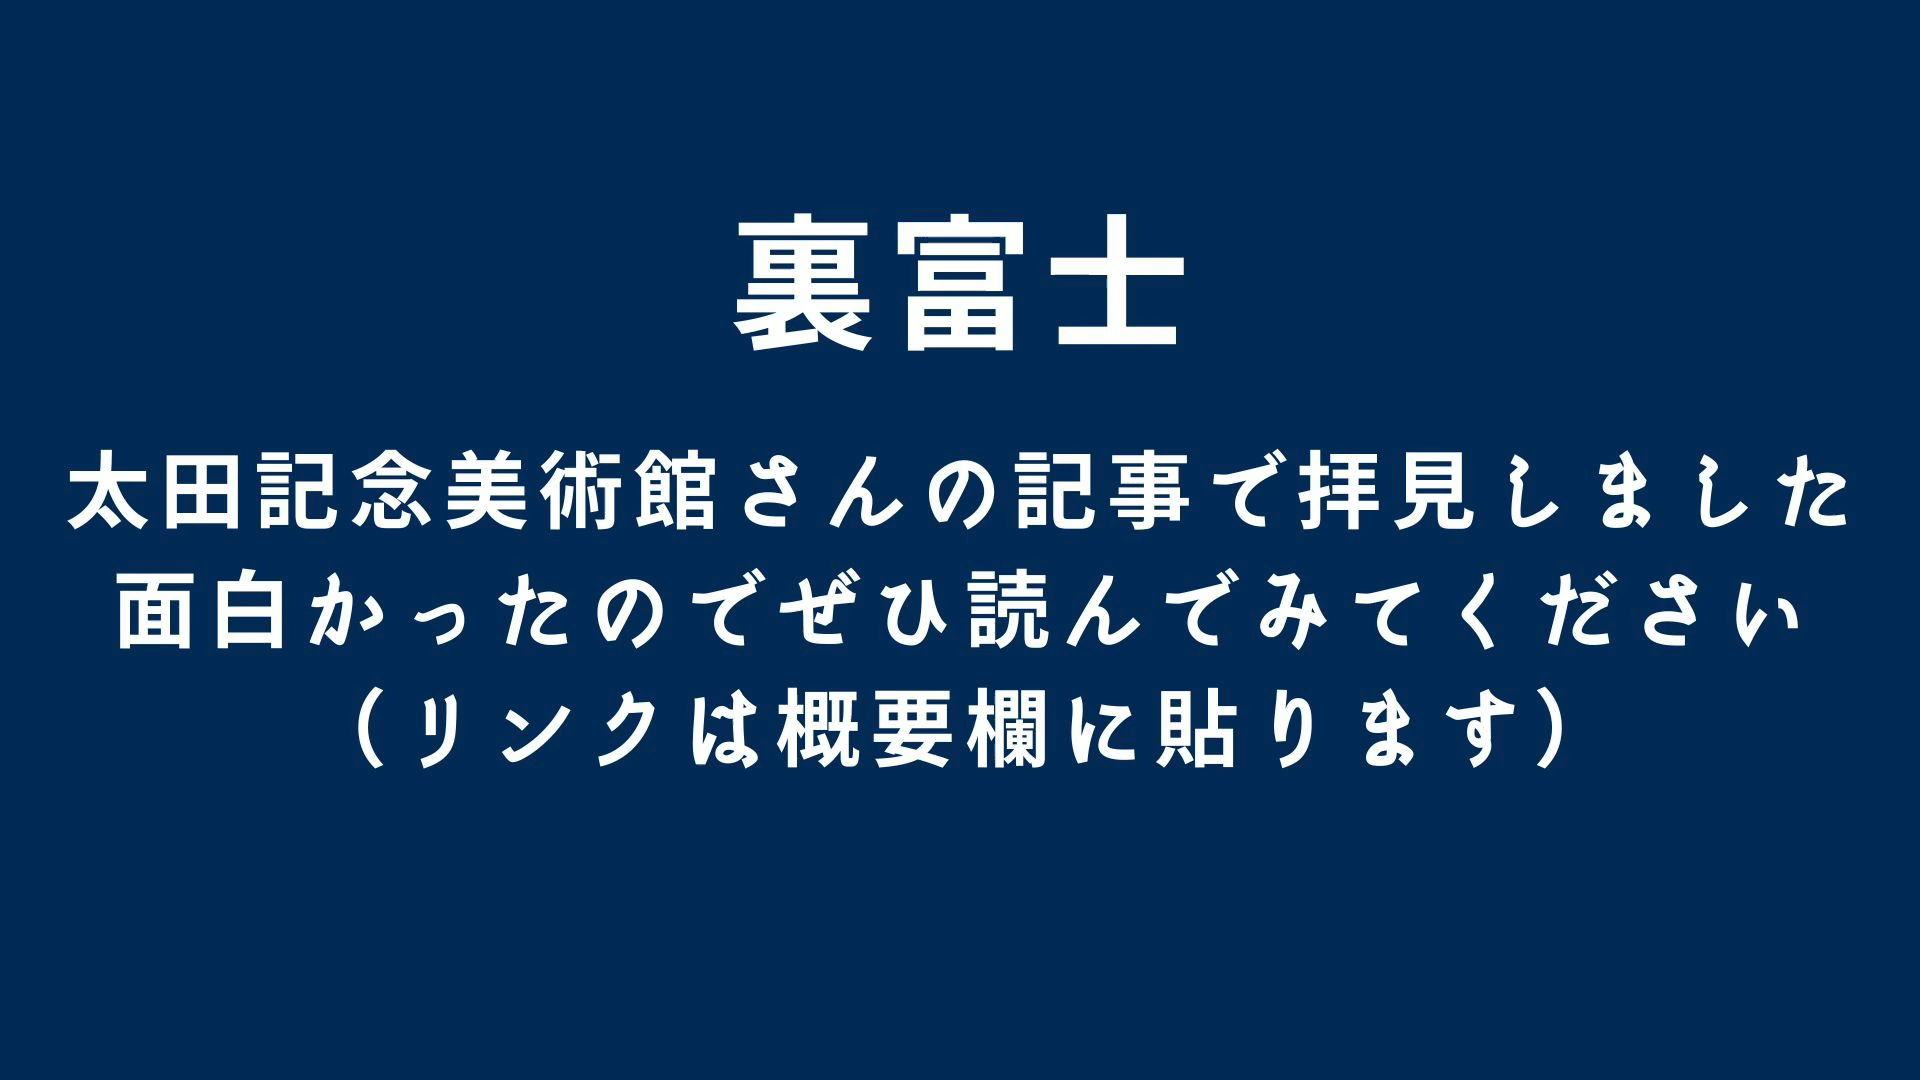 裏富士
太田記念美術館さんの記事で拝見しました
面白かったのでぜひ読んでみてください
(リンクは概要欄に貼ります)